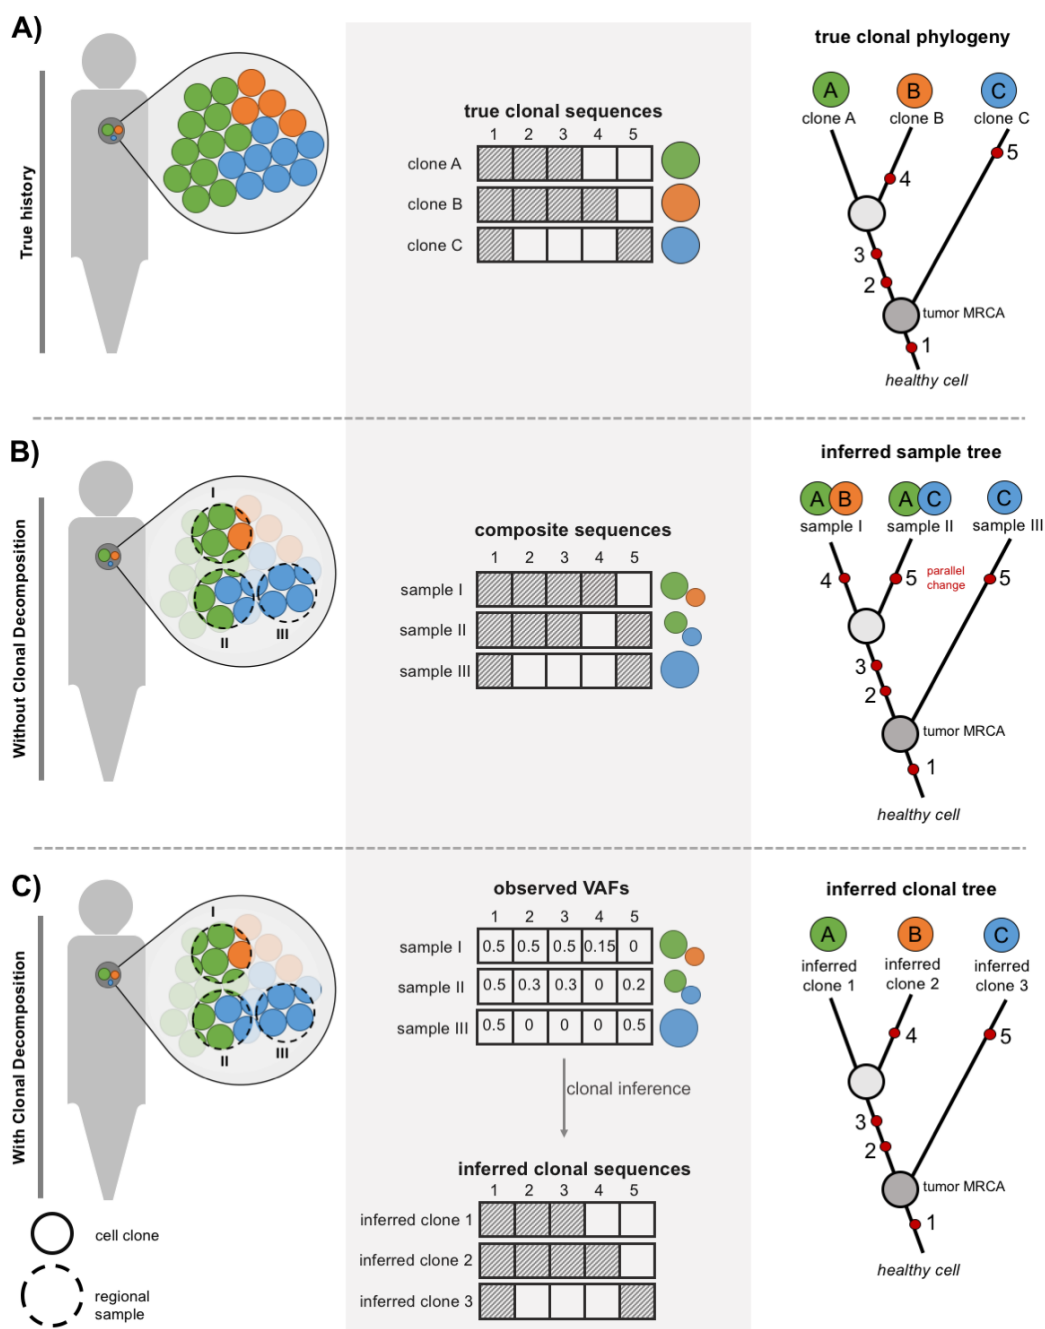 A)
True history
true clonal sequences
1 2 3 4 5
clone A
clone B
clone C
true clonal phylogeny
A B C
clone A clone B clone C
5
4
3
2
tumor MRCA
1
healthy cell
B)
Without Clonal Decomposition
I
II
III
composite sequences
1 2 3 4 5
sample I
sample II
sample III
inferred sample tree
A B A C C
sample I sample II sample III
4 5 parallel change 5
3
2
tumor MRCA
1
healthy cell
C)
With Clonal Decomposition
I
II
III
observed VAFs
1 2 3 4 5
sample I 0.5 0.5 0.5 0.15 0
sample II 0.5 0.3 0.3 0 0.2
sample III 0.5 0 0 0 0.5
clonal inference
inferred clonal sequences
1 2 3 4 5
inferred clone 1
inferred clone 2
inferred clone 3
inferred clonal tree
A B C
inferred inferred inferred
clone 1 clone 2 clone 3
4 5
3
2
tumor MRCA
1
healthy cell
cell clone
regional
sample